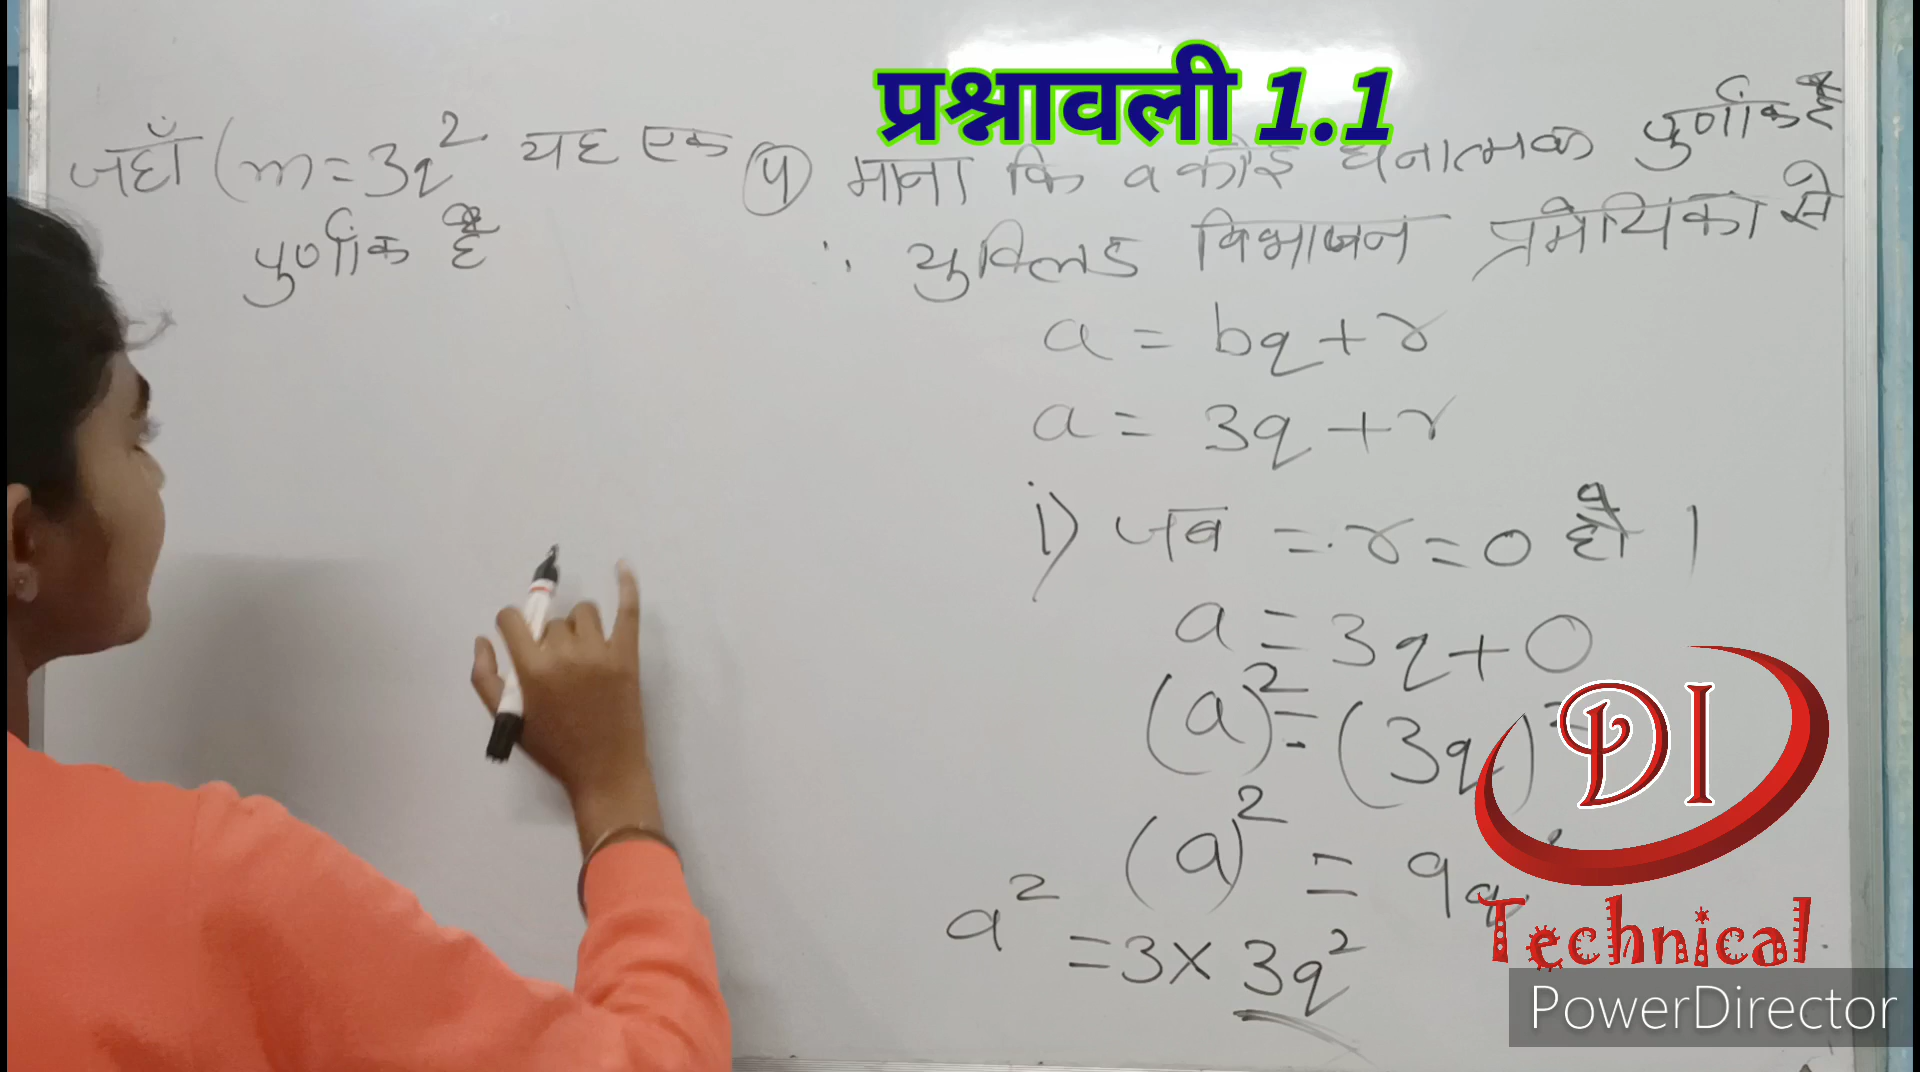 प्रश्नावली 1.1
(4) माना कि a कोई धनात्मक पुर्णांक है
∴ युक्लिड विभाजन प्रमेयिका से
a = bq + r
a = 3q + r
i) जब = r = 0 हो ।
a = 3q + 0
(a)² = (3q)²
(a)² = 9q²
a² = 3 × 3q²
जहाँ (m = 3q² यह एक
पुर्णांक है
DI
Technical
PowerDirector